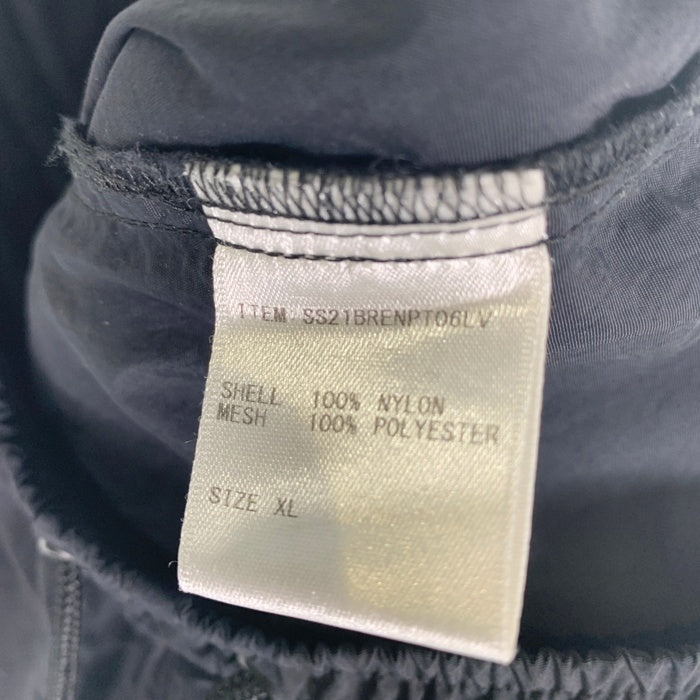 ITEM SS21BRENPT06LV
SHELL 100% NYLON
MESH 100% POLYESTER
SIZE XL